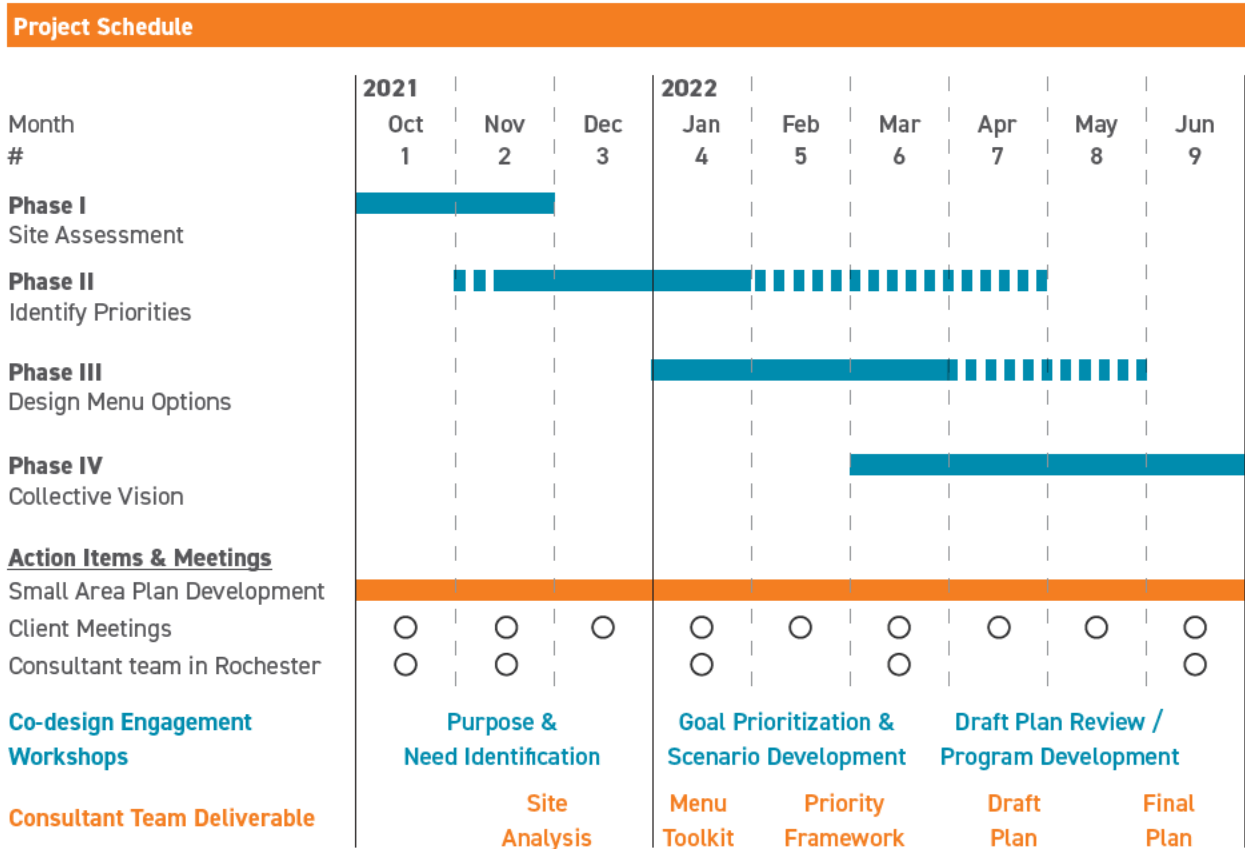 Project Schedule
2021 2022
Month Oct Nov Dec Jan Feb Mar Apr May Jun
# 1 2 3 4 5 6 7 8 9
Phase I
Site Assessment
Phase II
Identify Priorities
Phase III
Design Menu Options
Phase IV
Collective Vision
Action Items & Meetings
Small Area Plan Development
Client Meetings
Consultant team in Rochester
Co-design Engagement Purpose & Goal Prioritization & Draft Plan Review /
Workshops Need Identification Scenario Development Program Development
Site Menu Priority Draft Final
Consultant Team Deliverable
Analysis Toolkit Framework Plan Plan